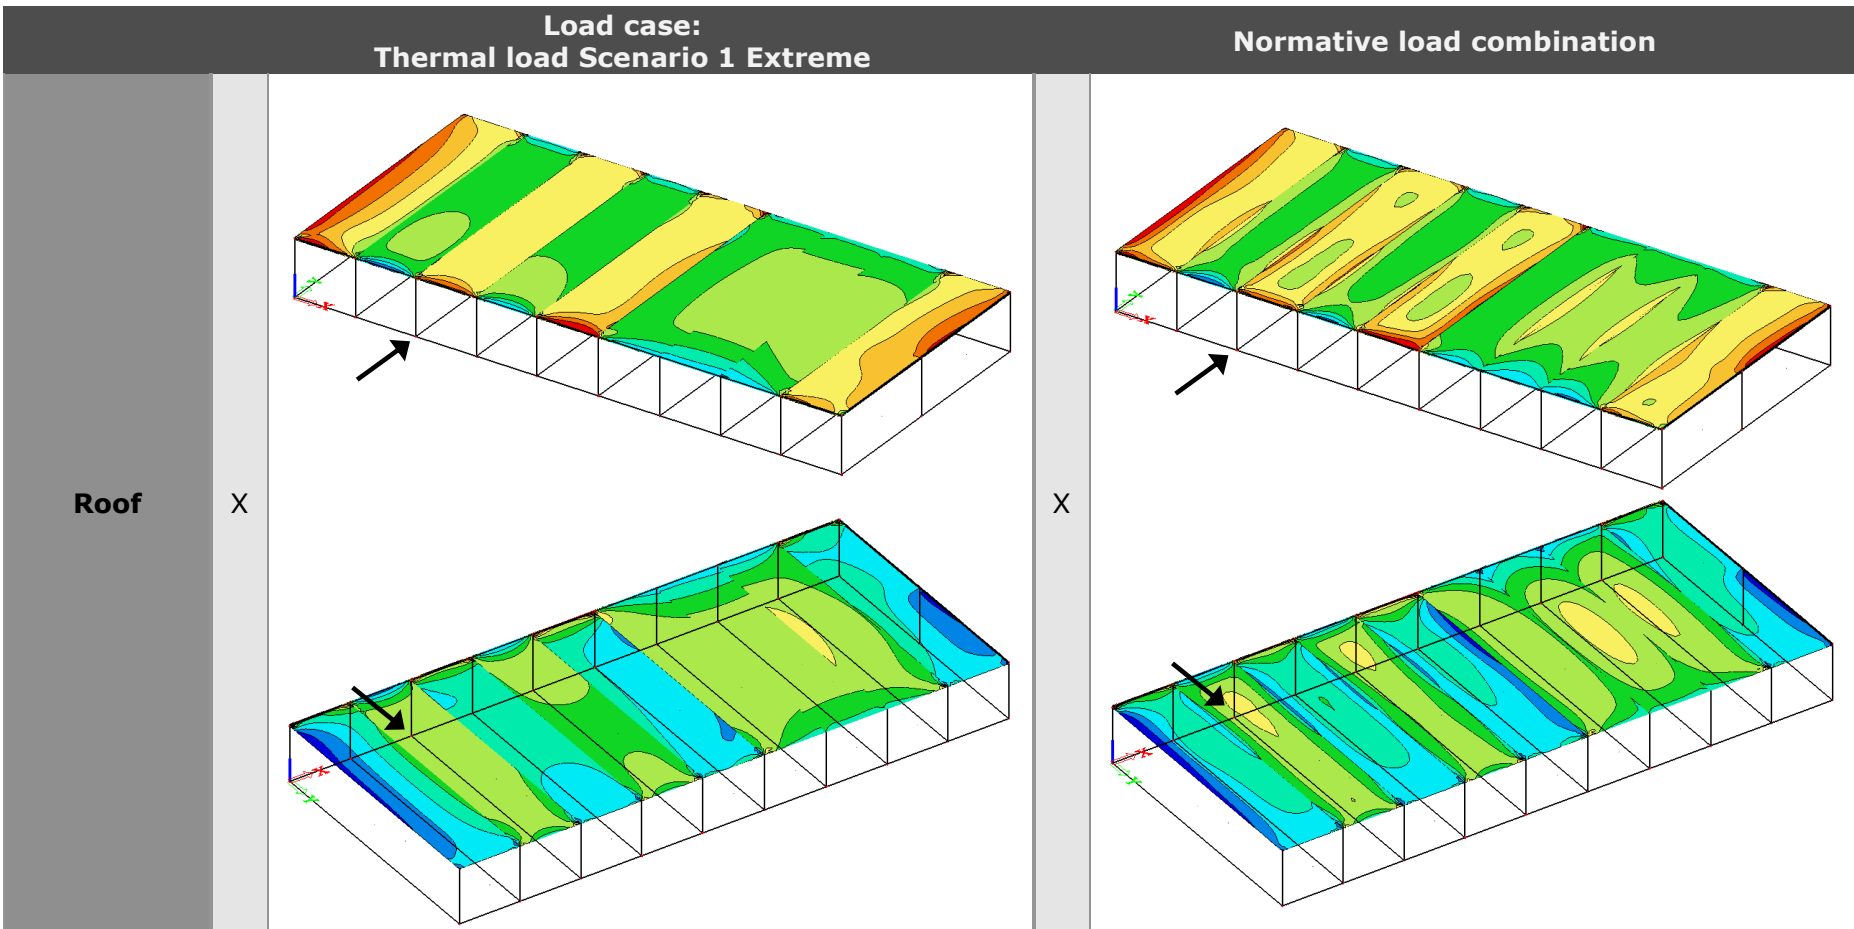 Load case:
Thermal load Scenario 1 Extreme
Normative load combination
Roof
X
X
X
X
X
X